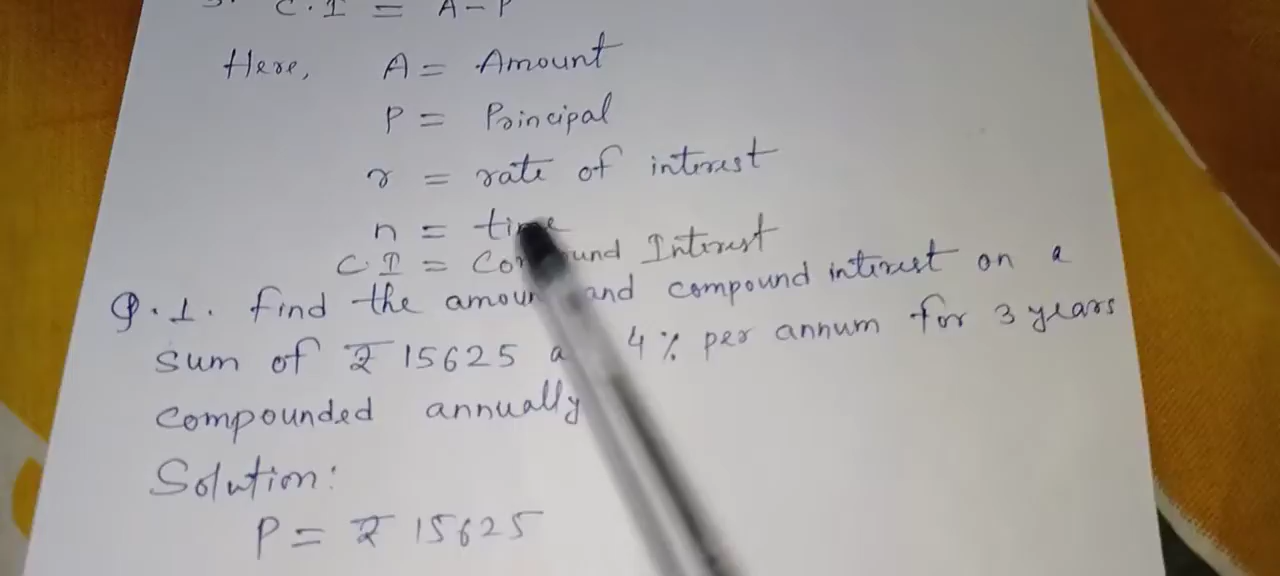 C.I = A-P
Here, A = Amount
P = Principal
r = rate of interest
n = time
C.I = Compound Interest
Q.1. Find the amount and compound interest on a
sum of ₹ 15625 4% per annum for 3 years
compounded annually
Solution:
P = ₹ 15625